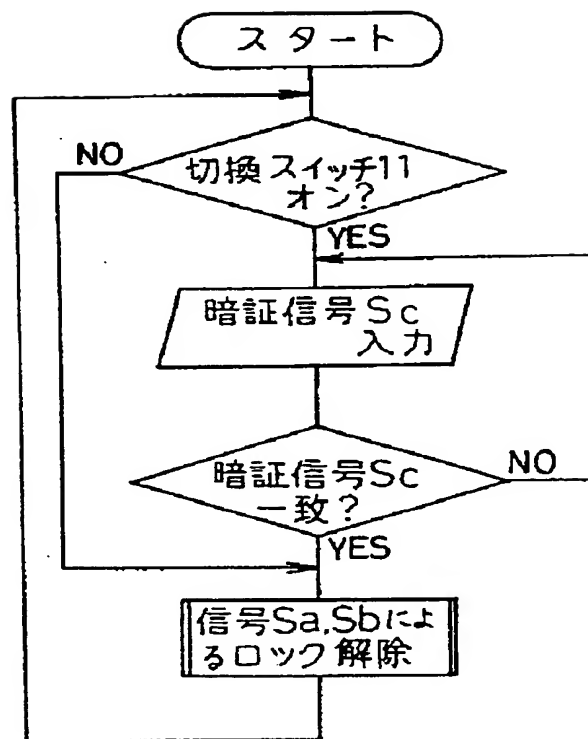 スタート
NO
切換スイッチ11
オン?
YES
暗証信号Sc
入力
暗証信号Sc
一致?
NO
YES
信号Sa,Sbによ
るロック解除